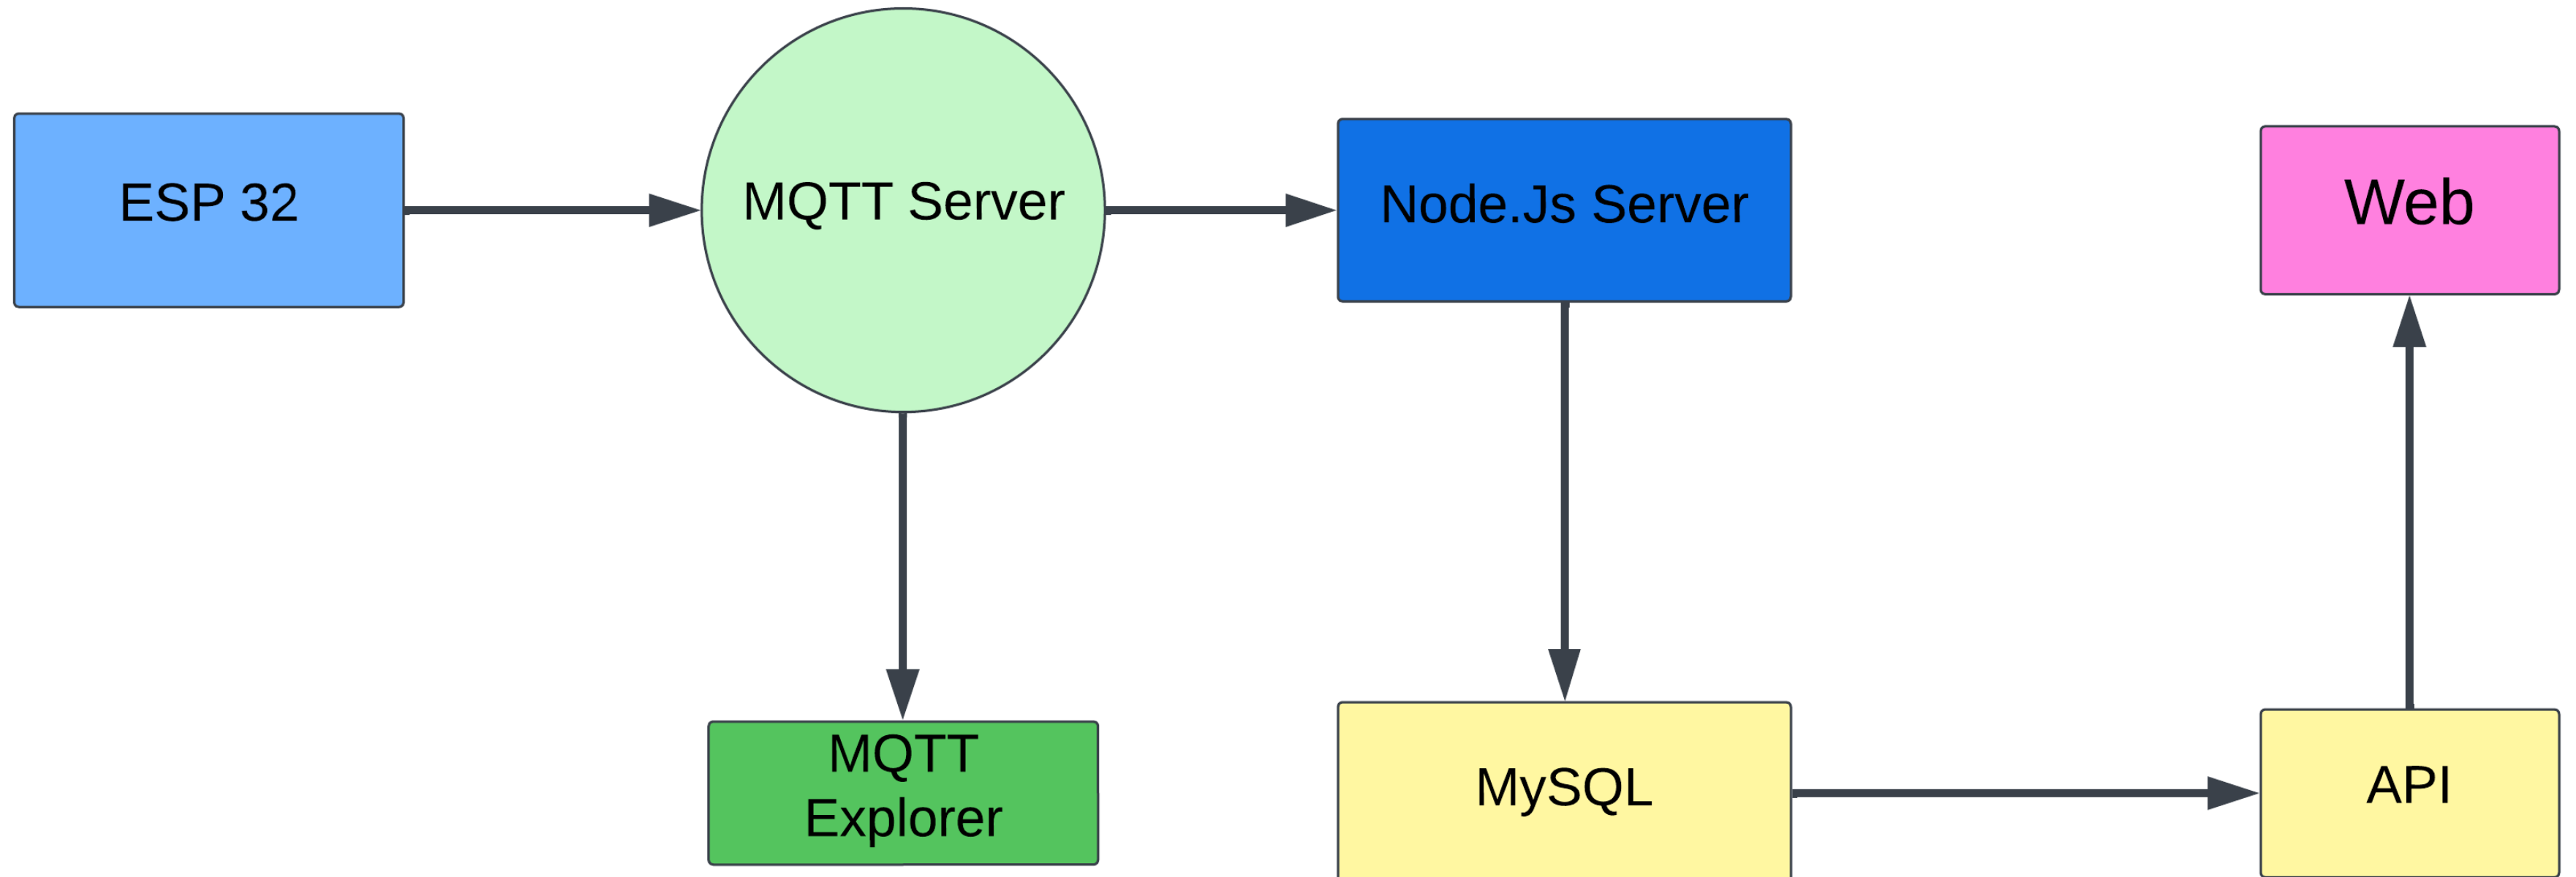 ESP 32
MQTT Server
Node.Js Server
Web
MQTT
Explorer
MySQL
API